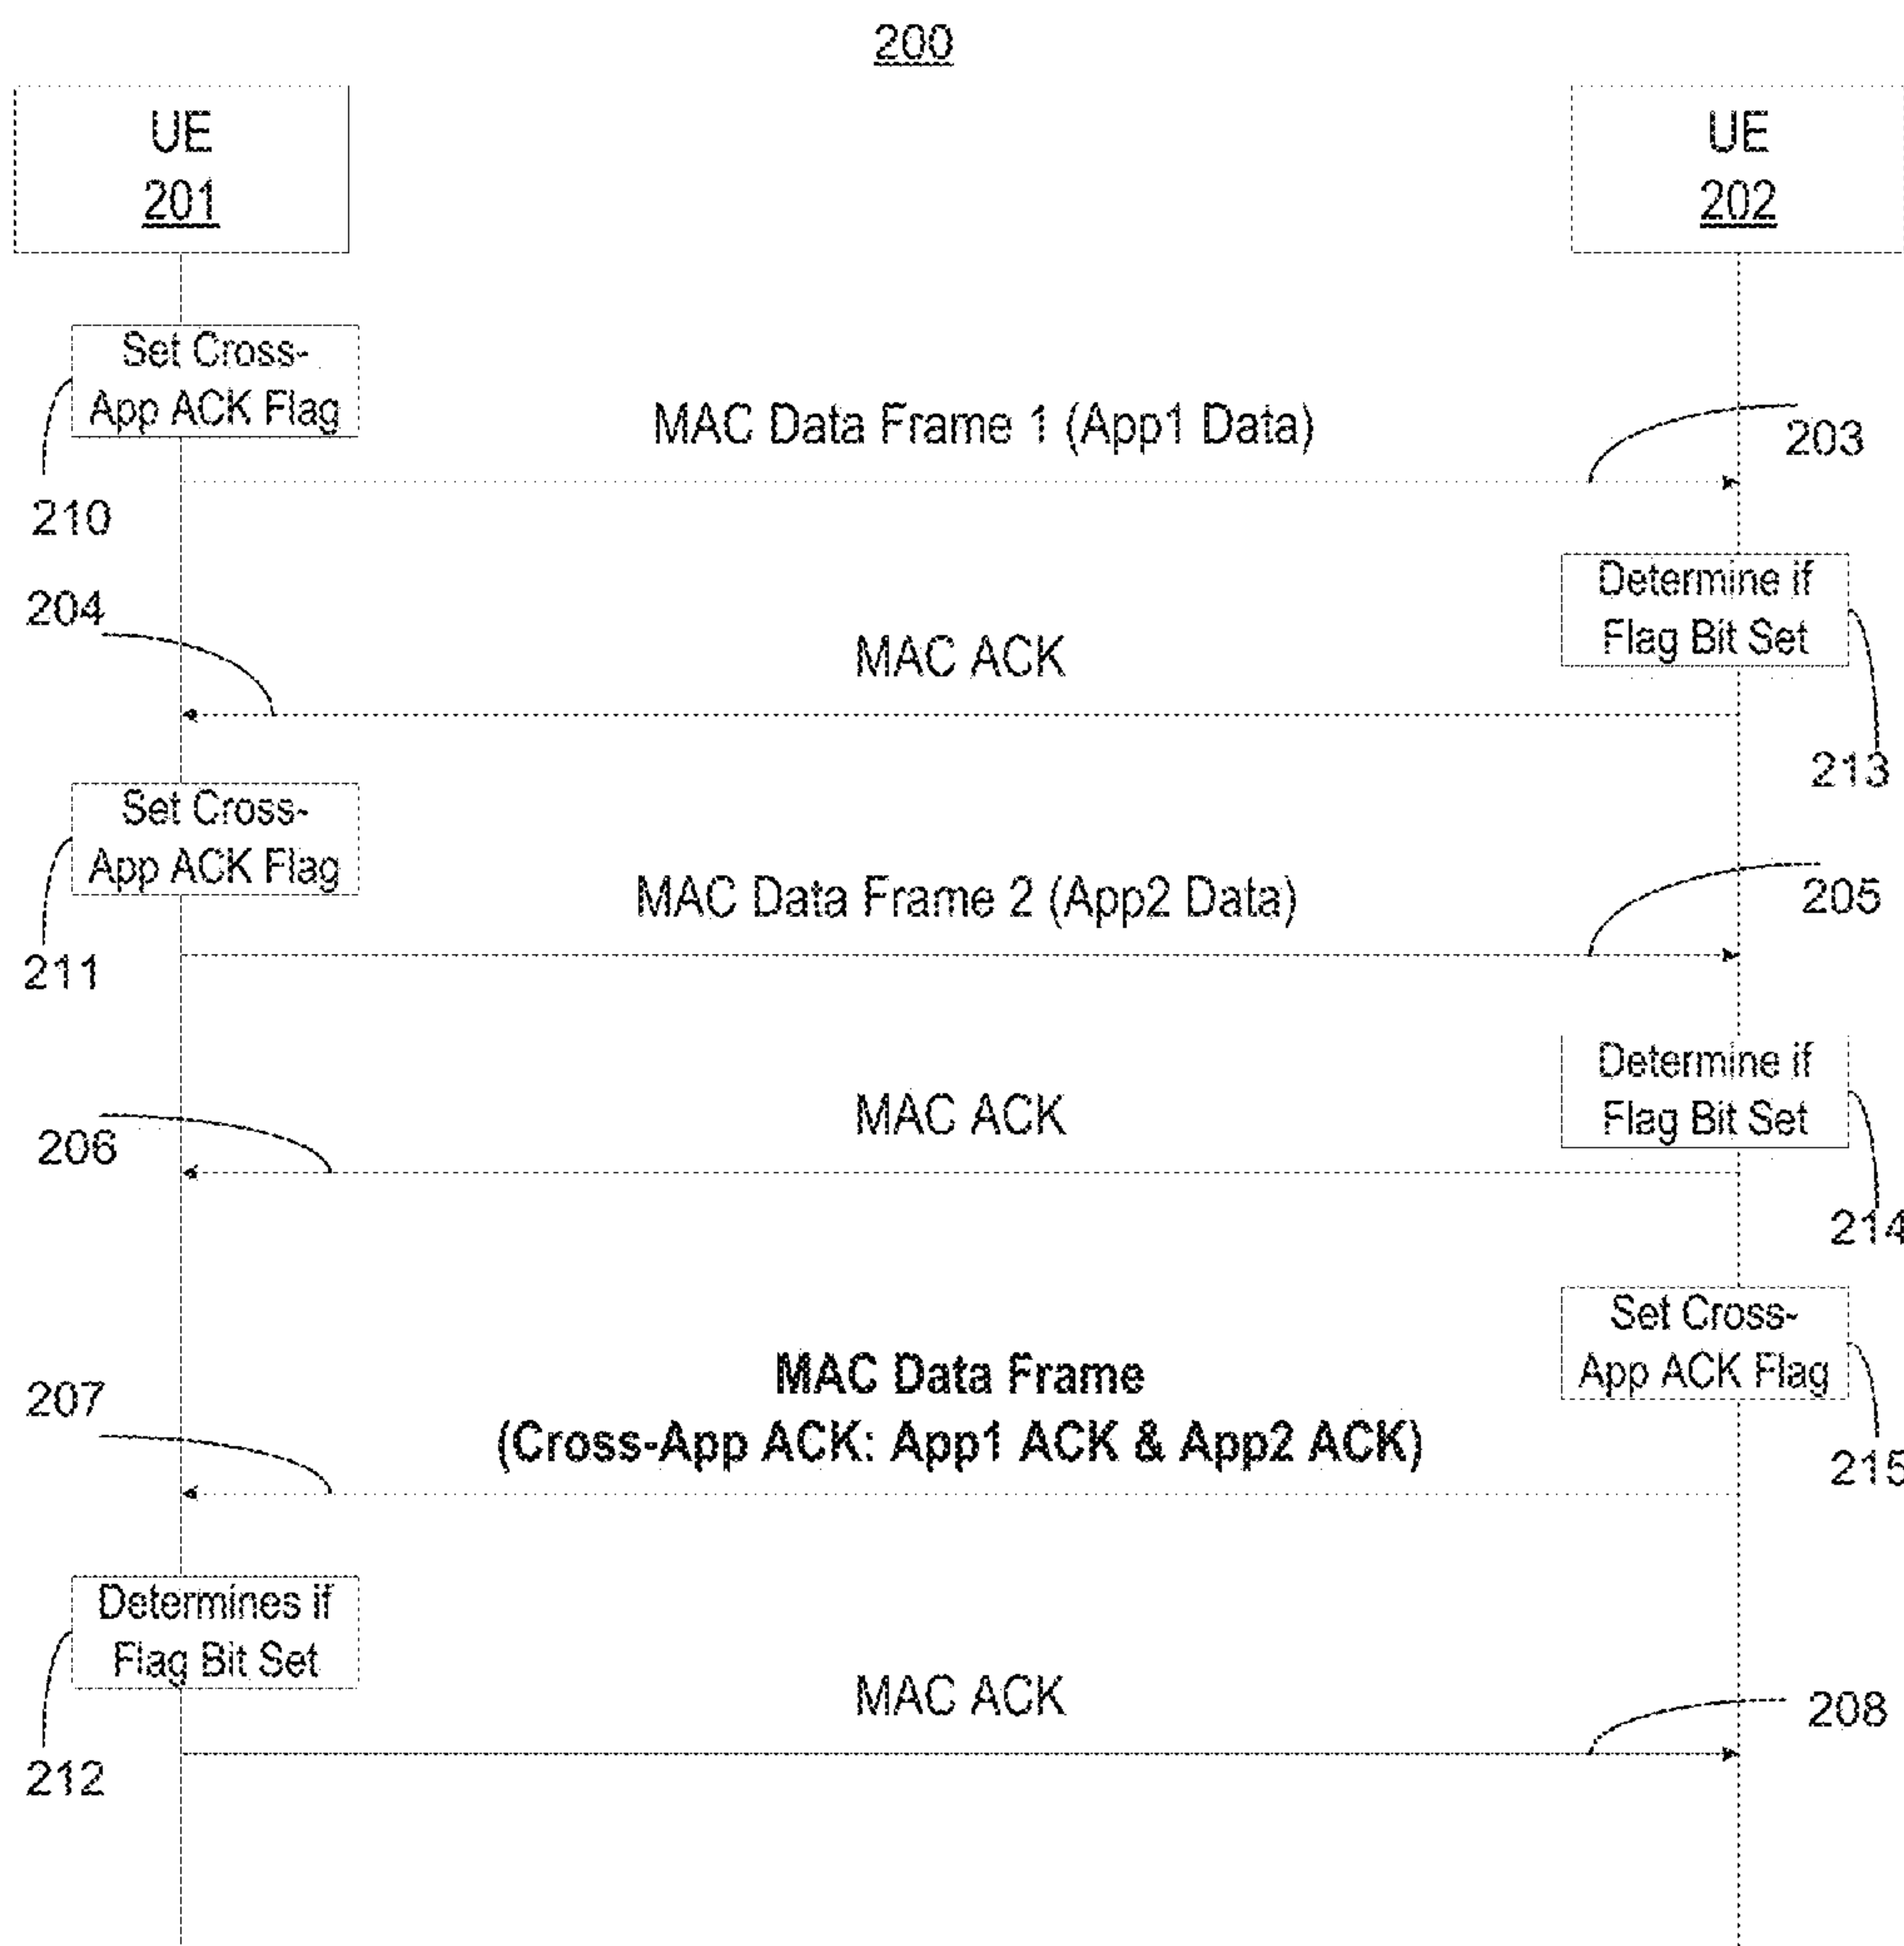 200
UE
201
UE
202
Set Cross-
App ACK Flag
210
MAC Data Frame 1 (App1 Data)
203
Determine if
Flag Bit Set
213
204
MAC ACK
Set Cross-
App ACK Flag
211
MAC Data Frame 2 (App2 Data)
205
Determine if
Flag Bit Set
214
206
MAC ACK
Set Cross-
App ACK Flag
215
207
MAC Data Frame
(Cross-App ACK: App1 ACK & App2 ACK)
Determines if
Flag Bit Set
212
MAC ACK
208